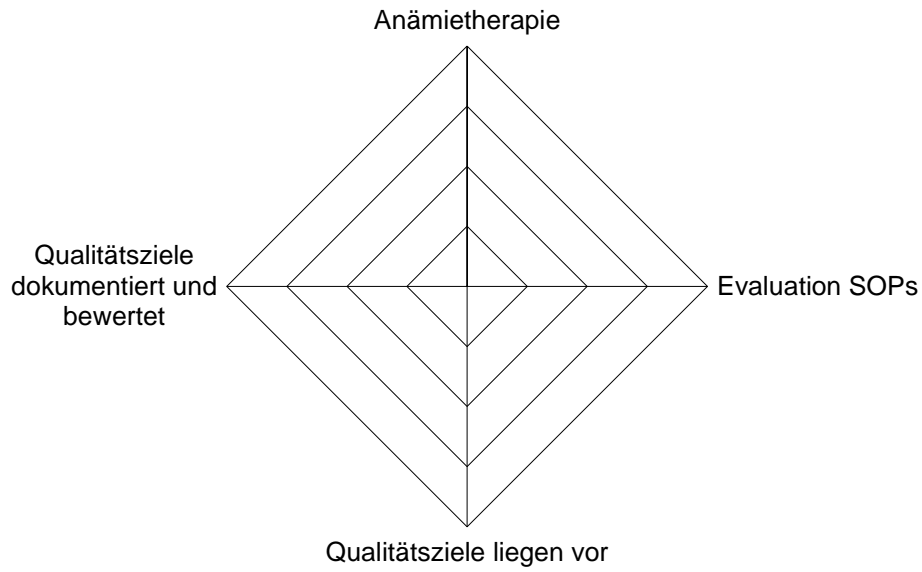 Anämietherapie
Qualitätsziele
dokumentiert und
bewertet
Evaluation SOPs
Qualitätsziele liegen vor